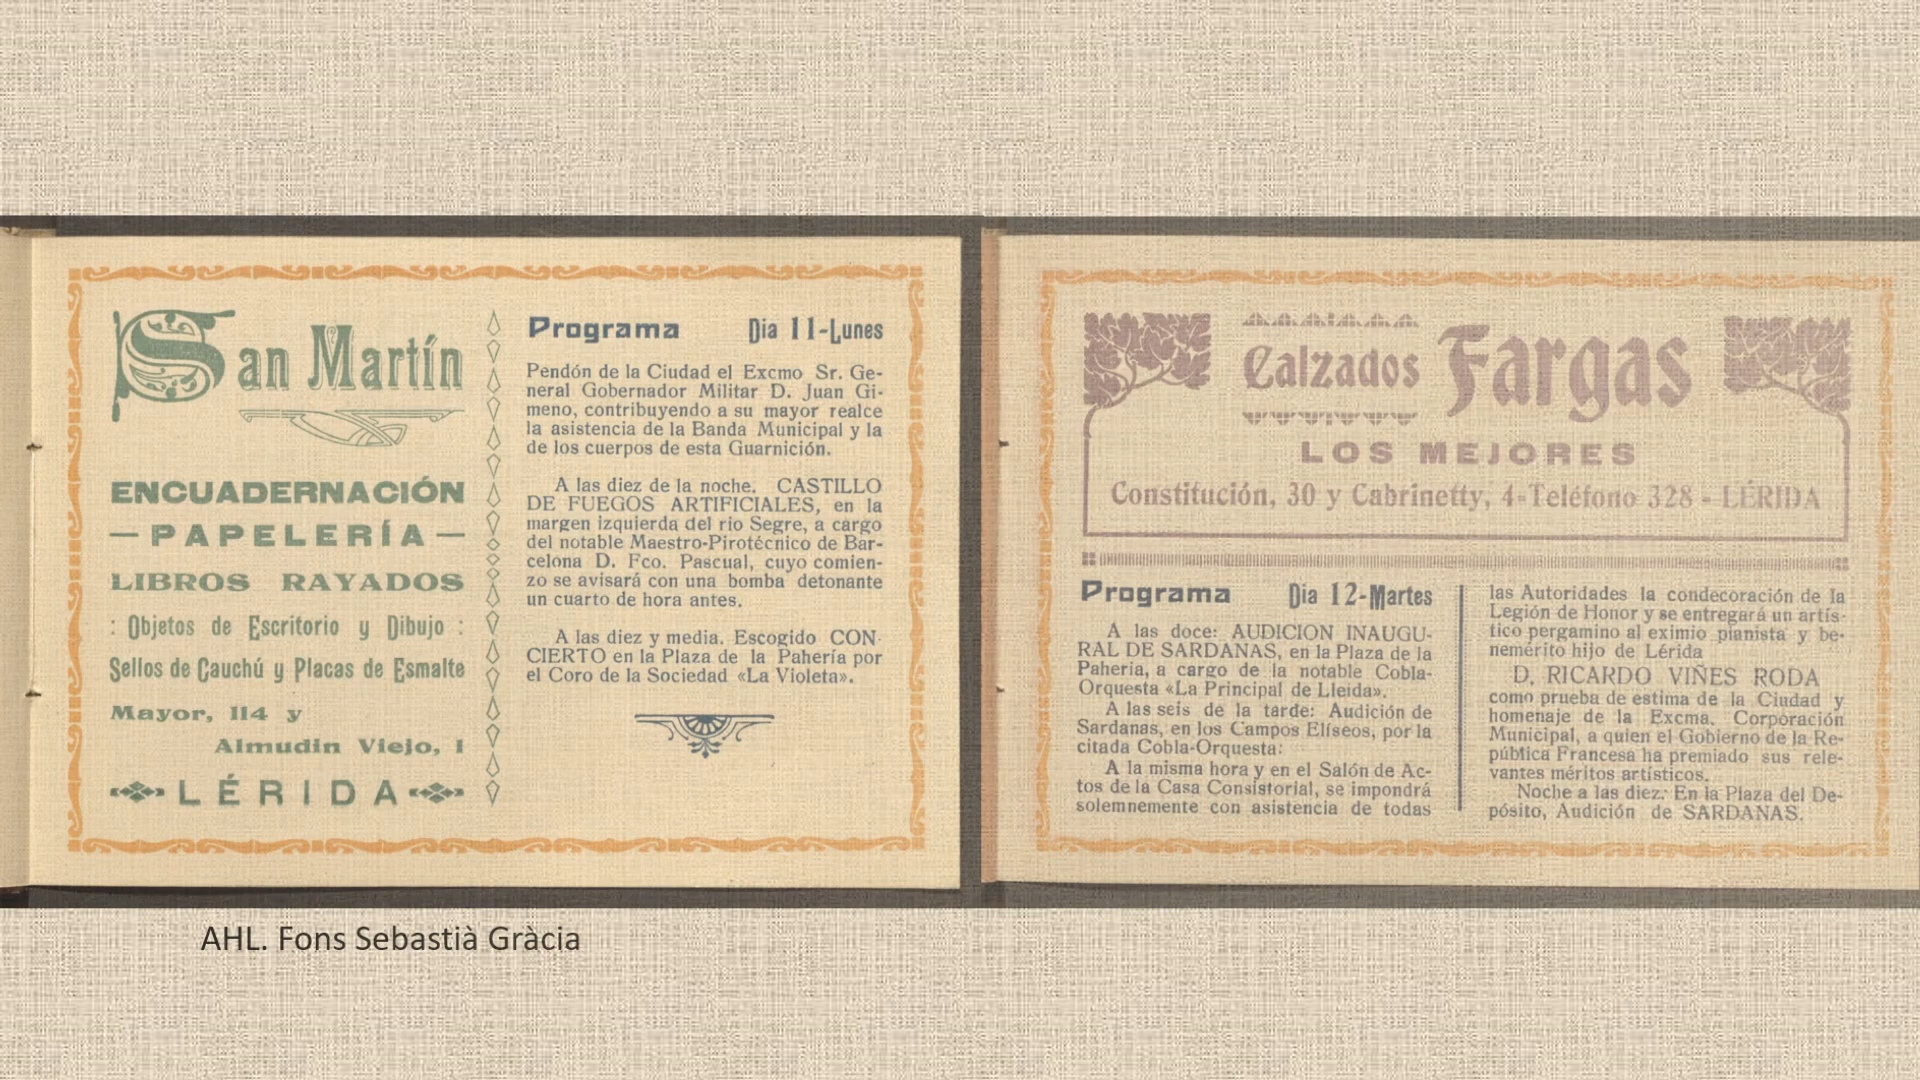 San Martín
ENCUADERNACIÓN
— PAPELERÍA —
LIBROS RAYADOS
: Objetos de Escritorio y Dibujo :
Sellos de Cauchú y Placas de Esmalte
Mayor, 114 y
Almudin Viejo, 1
LÉRIDA
Programa Dia 11-Lunes
Pendón de la Ciudad el Excmo Sr. Ge-
neral Gobernador Militar D. Juan Gi-
meno, contribuyendo a su mayor realce
la asistencia de la Banda Municipal y la
de los cuerpos de esta Guarnición.
A las diez de la noche. CASTILLO
DE FUEGOS ARTIFICIALES, en la
margen izquierda del rio Segre, a cargo
del notable Maestro-Pirotécnico de Bar-
celona D. Fco. Pascual, cuyo comien-
zo se avisará con una bomba detonante
un cuarto de hora antes.
A las diez y media. Escogido CON-
CIERTO en la Plaza de la Pahería por
el Coro de la Sociedad «La Violeta».
Calzados Fargas
LOS MEJORES
Constitución, 30 y Cabrinetty, 4-Teléfono 328 - LÉRIDA
Programa Dia 12-Martes
A las doce: AUDICION INAUGU-
RAL DE SARDANAS, en la Plaza de la
Paheria, a cargo de la notable Cobla-
Orquesta «La Principal de Lleida».
A las seis de la tarde: Audición de
Sardanas, en los Campos Elíseos, por la
citada Cobla-Orquesta:
A la misma hora y en el Salón de Ac-
tos de la Casa Consistorial, se impondrá
solemnemente con asistencia de todas
las Autoridades la condecoración de la
Legión de Honor y se entregará un artís-
tico pergamino al eximio pianista y be-
nemérito hijo de Lérida
D. RICARDO VIÑES RODA
como prueba de estima de la Ciudad y
homenaje de la Excma. Corporación
Municipal, a quien el Gobierno de la Re-
pública Francesa ha premiado sus rele-
vantes méritos artísticos.
Noche a las diez: En la Plaza del De-
pósito, Audición de SARDANAS.
AHL. Fons Sebastià Gràcia